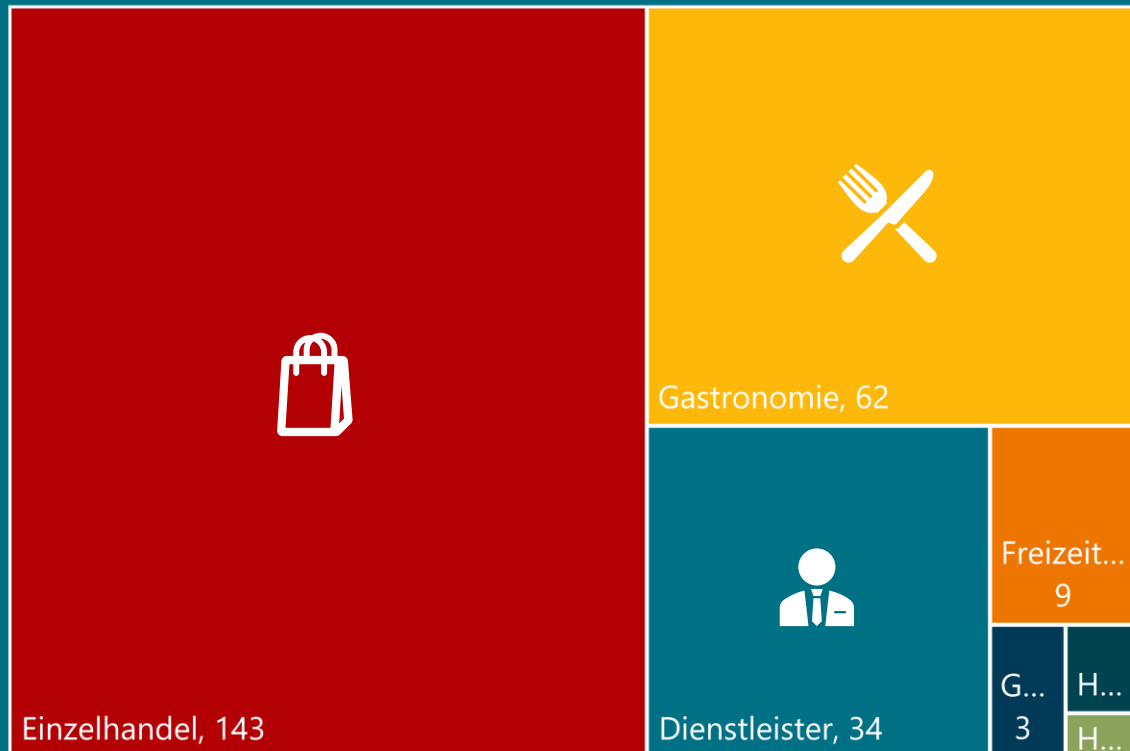 Einzelhandel, 143
Gastronomie, 62
Dienstleister, 34
Freizeit...
9
G...
3
H...
H...